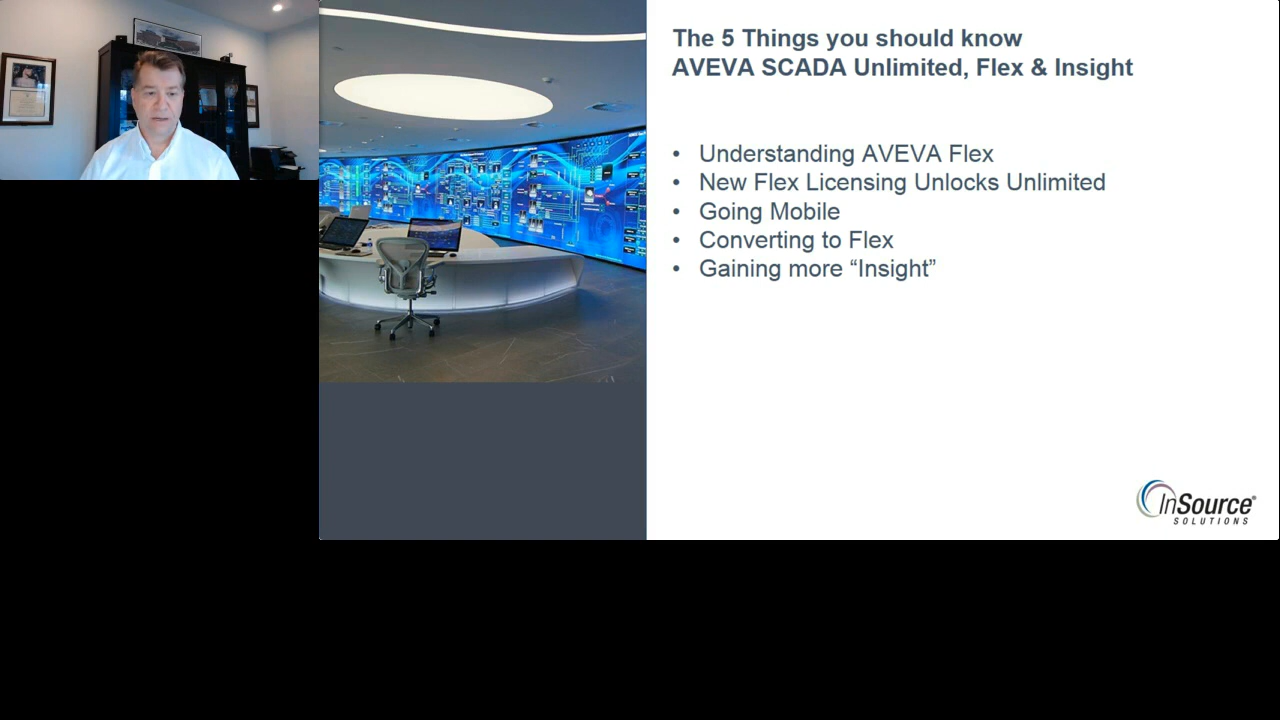 The 5 Things you should know
AVEVA SCADA Unlimited, Flex & Insight
• Understanding AVEVA Flex
• New Flex Licensing Unlocks Unlimited
• Going Mobile
• Converting to Flex
• Gaining more “Insight”
InSource®
SOLUTIONS